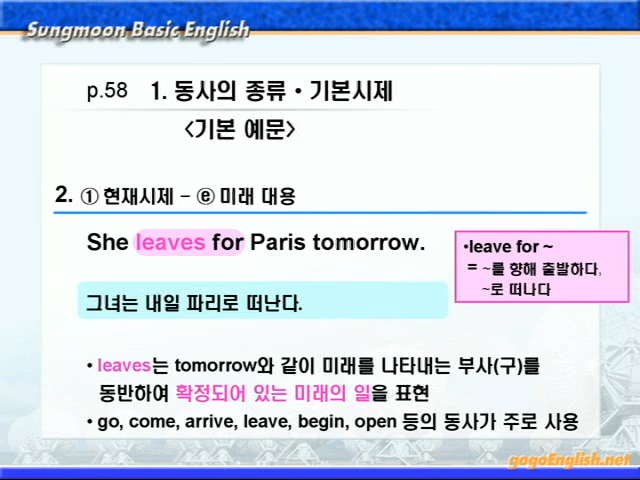 Sungmoon Basic English
p.58 1. 동사의 종류 • 기본시제
<기본 예문>
2. ① 현재시제 - ⓔ 미래 대용
She leaves for Paris tomorrow.
•leave for ~
= ~를 향해 출발하다,
~로 떠나다
그녀는 내일 파리로 떠난다.
• leaves는 tomorrow와 같이 미래를 나타내는 부사(구)를
동반하여 확정되어 있는 미래의 일을 표현
• go, come, arrive, leave, begin, open 등의 동사가 주로 사용
gogoEnglish.net